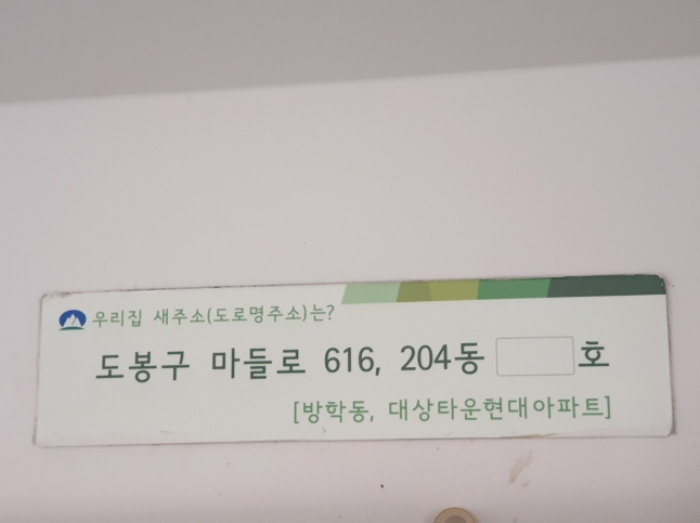 우리집 새주소(도로명주소)는?
도봉구 마들로 616, 204동 호
[방학동, 대상타운현대아파트]